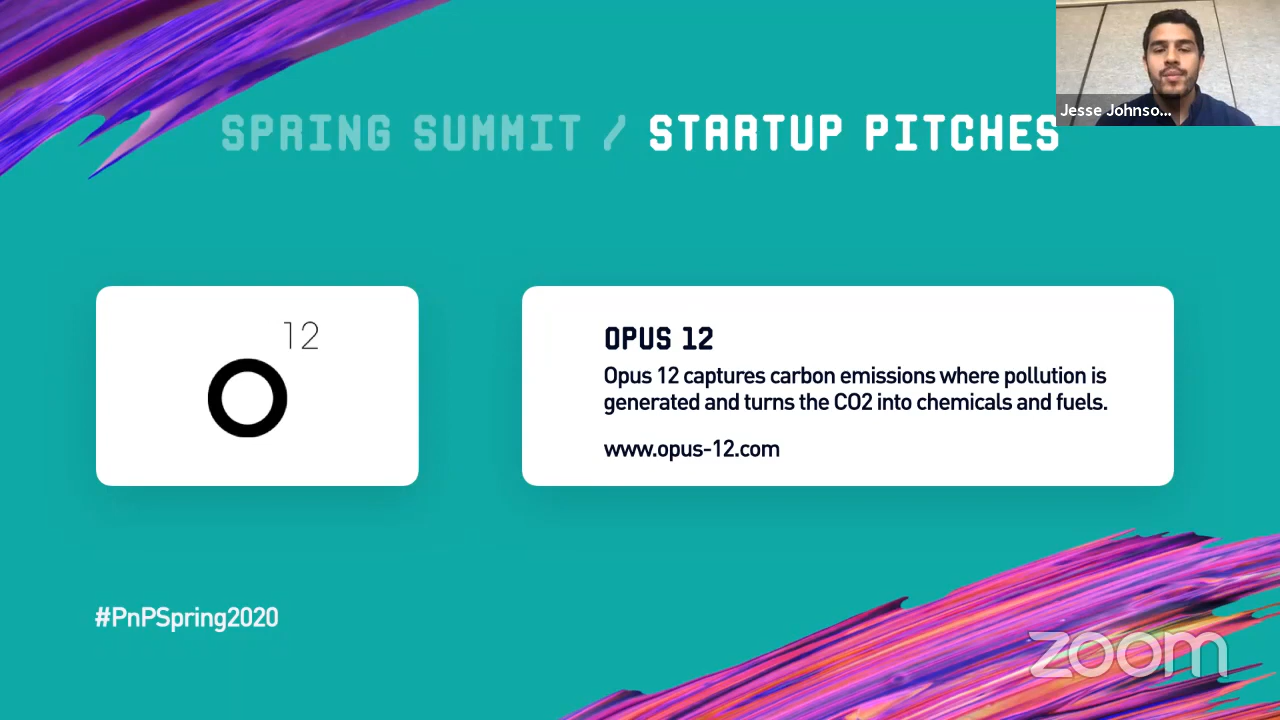 Jesse Johnso...
SPRING SUMMIT / STARTUP PITCHES
12
O
OPUS 12
Opus 12 captures carbon emissions where pollution is
generated and turns the CO2 into chemicals and fuels.
www.opus-12.com
#PnPSpring2020
zoom